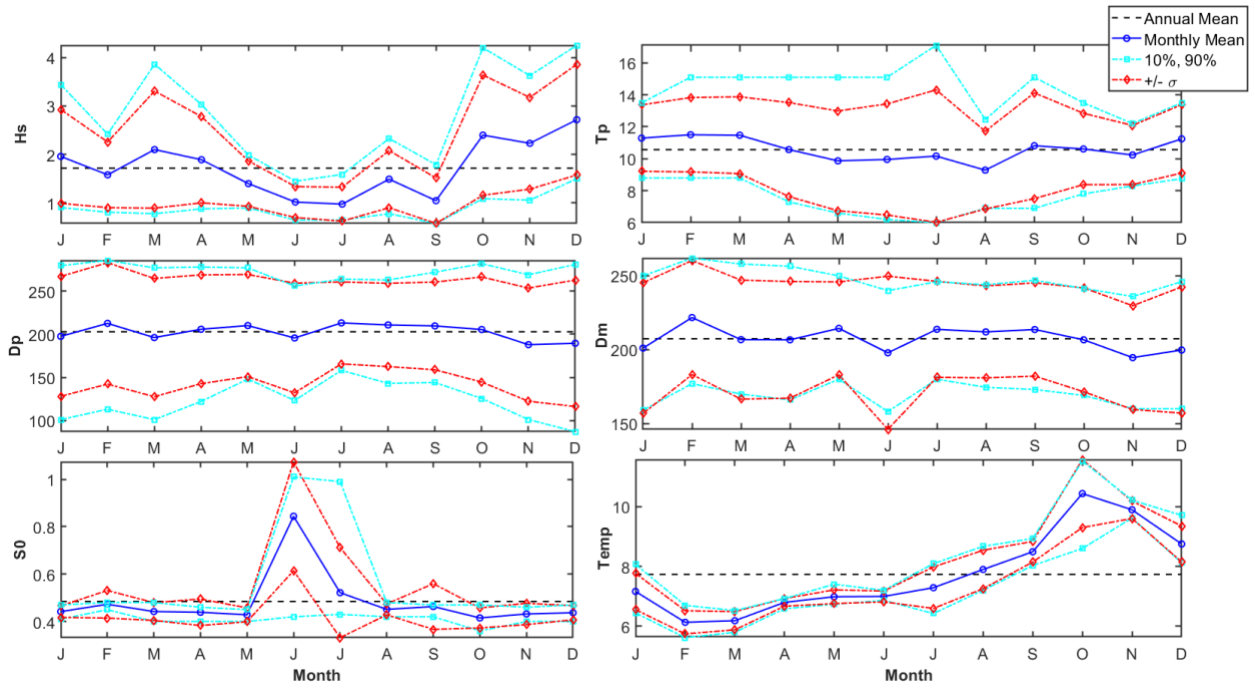 Annual Mean
Monthly Mean
10%, 90%
+/- σ
4
3
2
1
Hs
J F M A M J J A S O N D
16
14
12
10
8
6
Tp
J F M A M J J A S O N D
250
200
150
100
Dp
J F M A M J J A S O N D
250
200
150
Dm
J F M A M J J A S O N D
1
0.8
0.6
0.4
S0
J F M A M J J A S O N D
Month
10
8
6
Temp
J F M A M J J A S O N D
Month